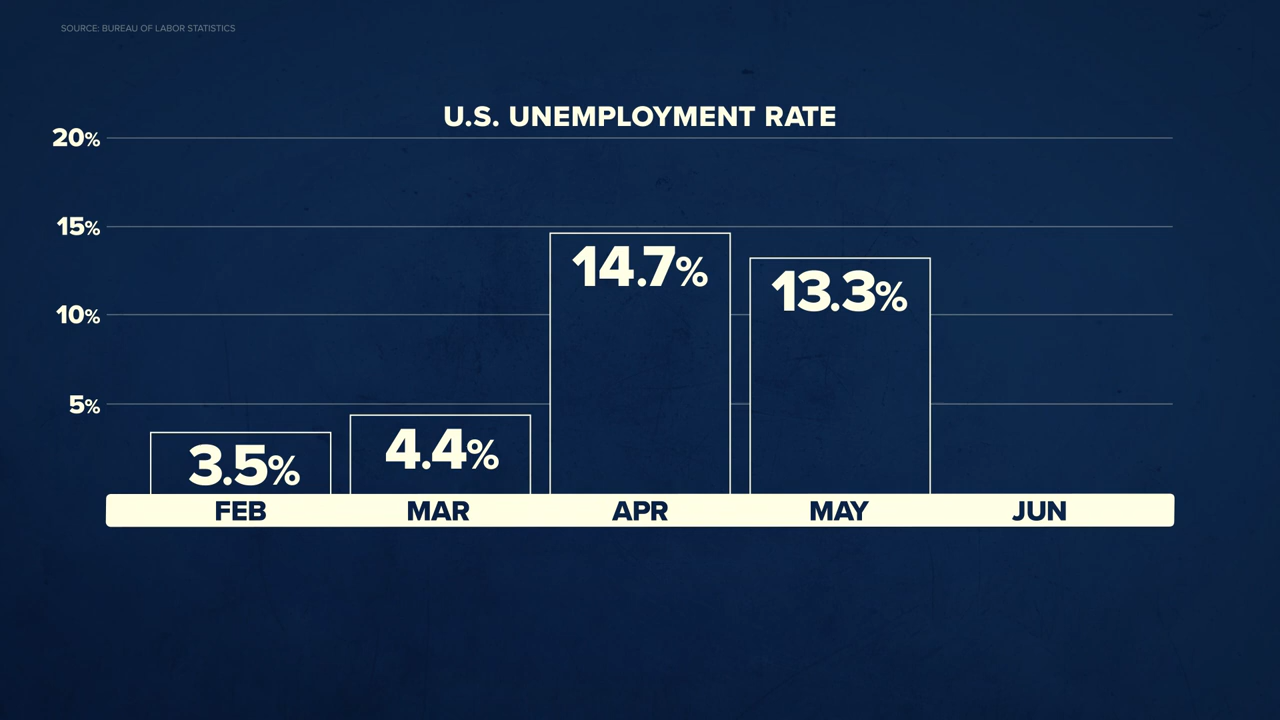 SOURCE: BUREAU OF LABOR STATISTICS
U.S. UNEMPLOYMENT RATE
20%
15%
14.7%
13.3%
10%
5%
3.5%
4.4%
FEB MAR APR MAY JUN